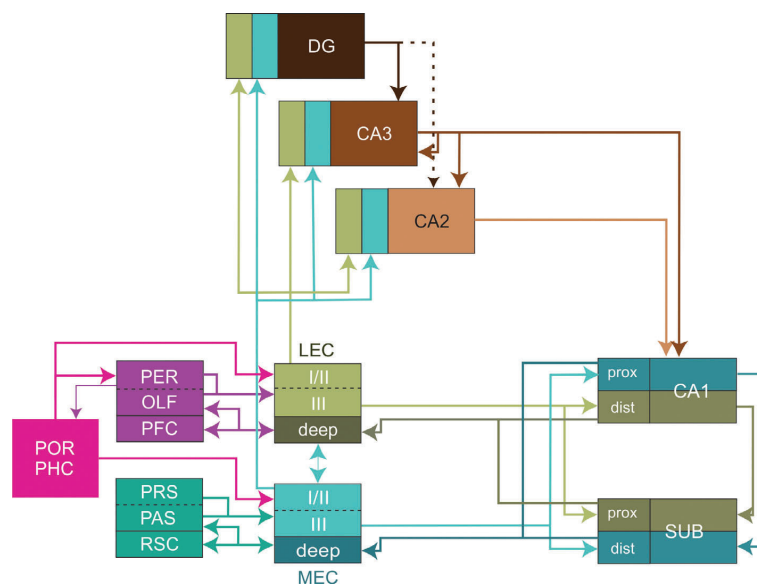 DG
CA3
CA2
LEC
PER
OLF
PFC
I/II
III
deep
prox
dist
CA1
POR
PHC
PRS
PAS
RSC
I/II
III
deep
MEC
prox
dist
SUB